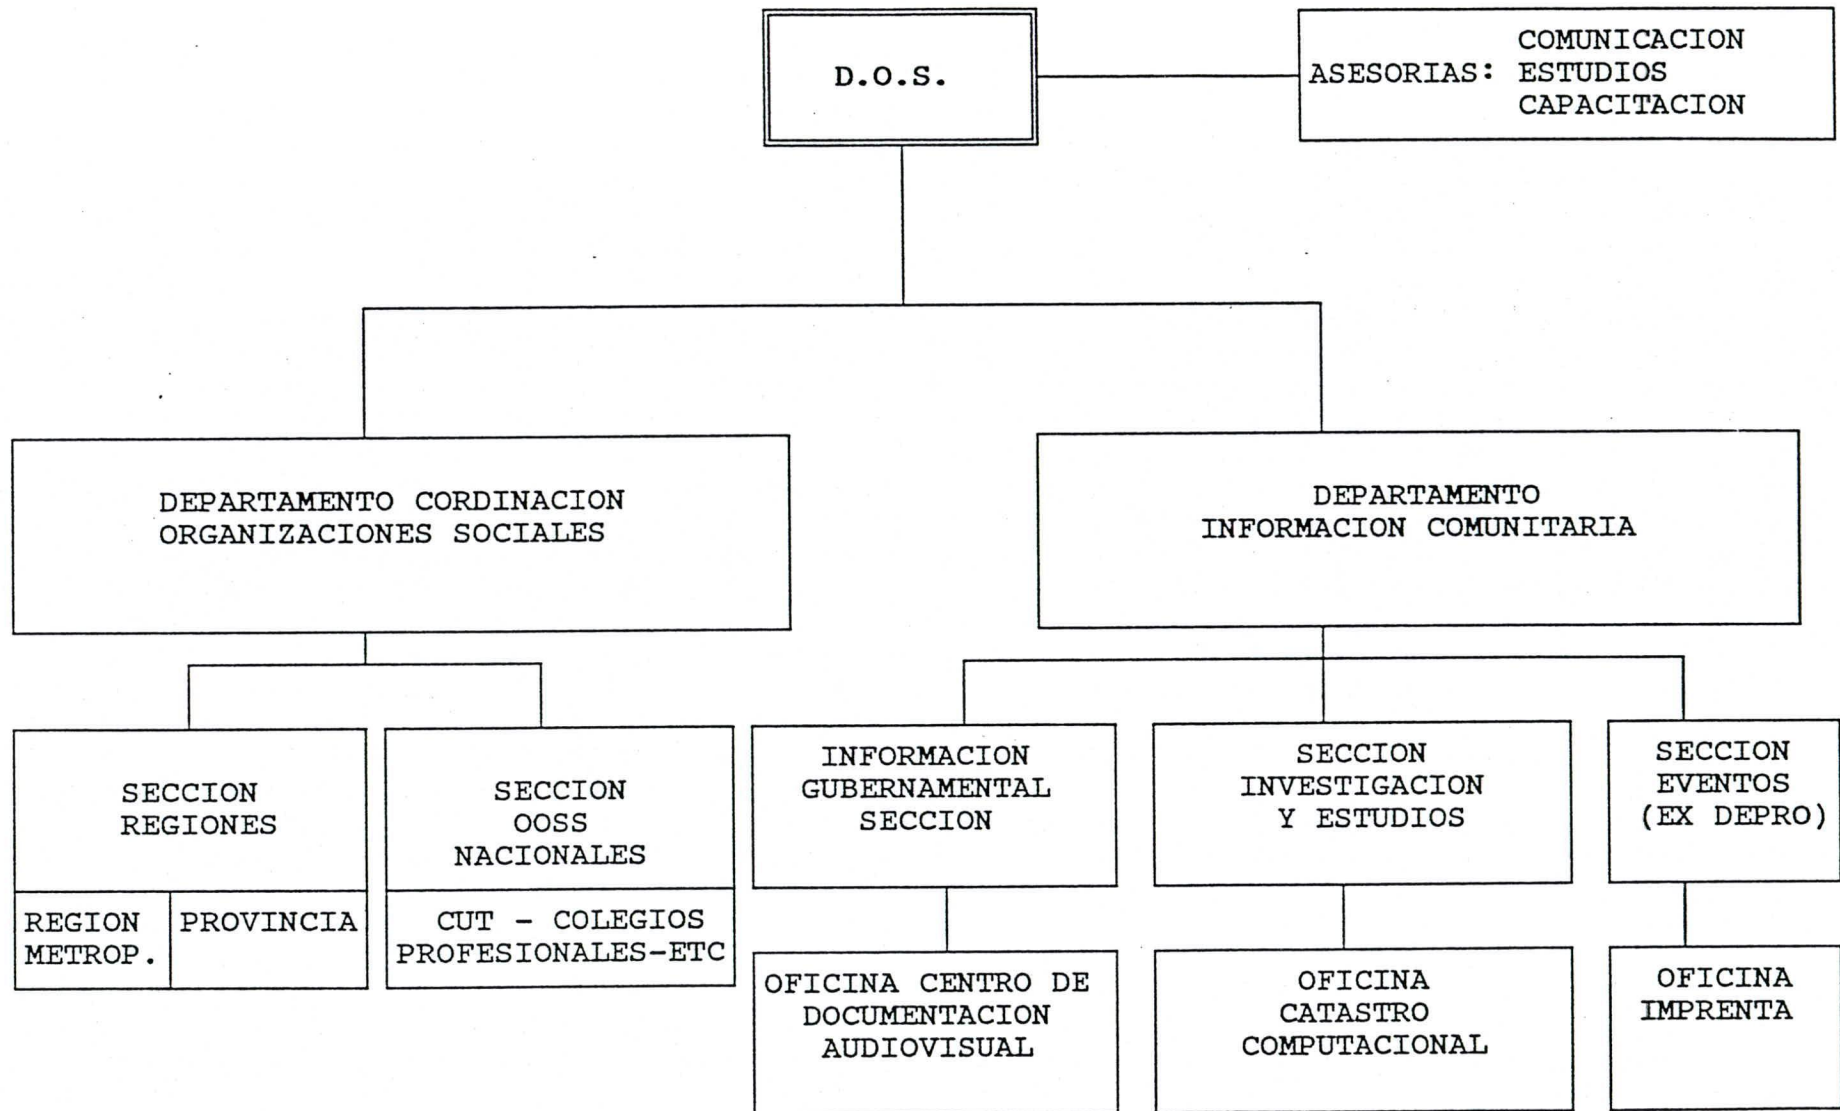 D.O.S.
COMUNICACION
ASESORIAS: ESTUDIOS
CAPACITACION
DEPARTAMENTO CORDINACION
ORGANIZACIONES SOCIALES
DEPARTAMENTO
INFORMACION COMUNITARIA
SECCION
REGIONES
REGION
METROP.
PROVINCIA
SECCION
OOSS
NACIONALES
CUT - COLEGIOS
PROFESIONALES-ETC
INFORMACION
GUBERNAMENTAL
SECCION
OFICINA CENTRO DE
DOCUMENTACION
AUDIOVISUAL
SECCION
INVESTIGACION
Y ESTUDIOS
OFICINA
CATASTRO
COMPUTACIONAL
SECCION
EVENTOS
(EX DEPRO)
OFICINA
IMPRENTA